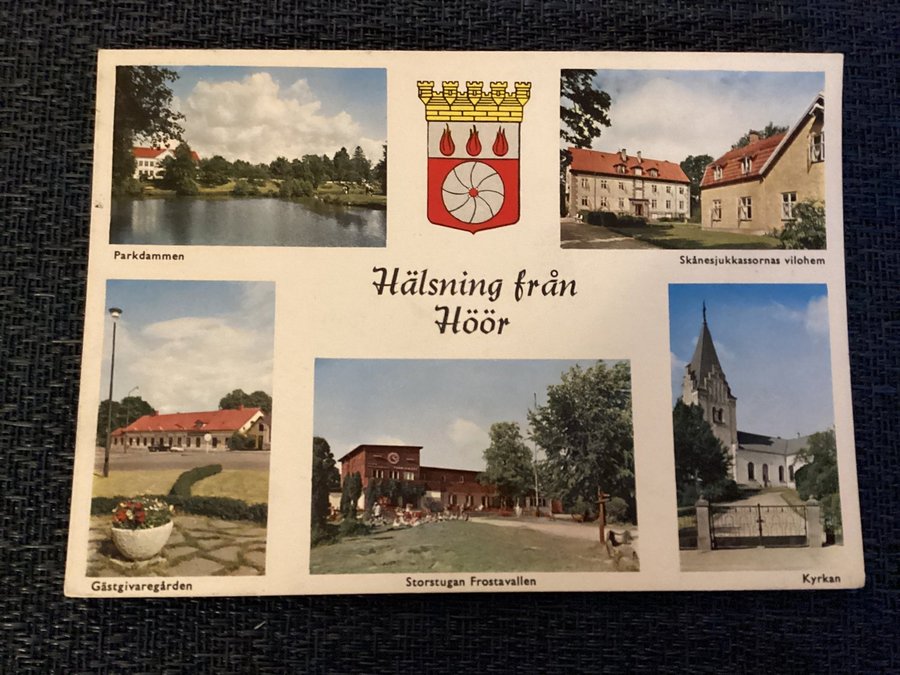 Parkdammen
Skånesjukkassornas vilohem
Hälsning från
Höör
Gästgivaregården
Storstugan Frostavallen
Kyrkan